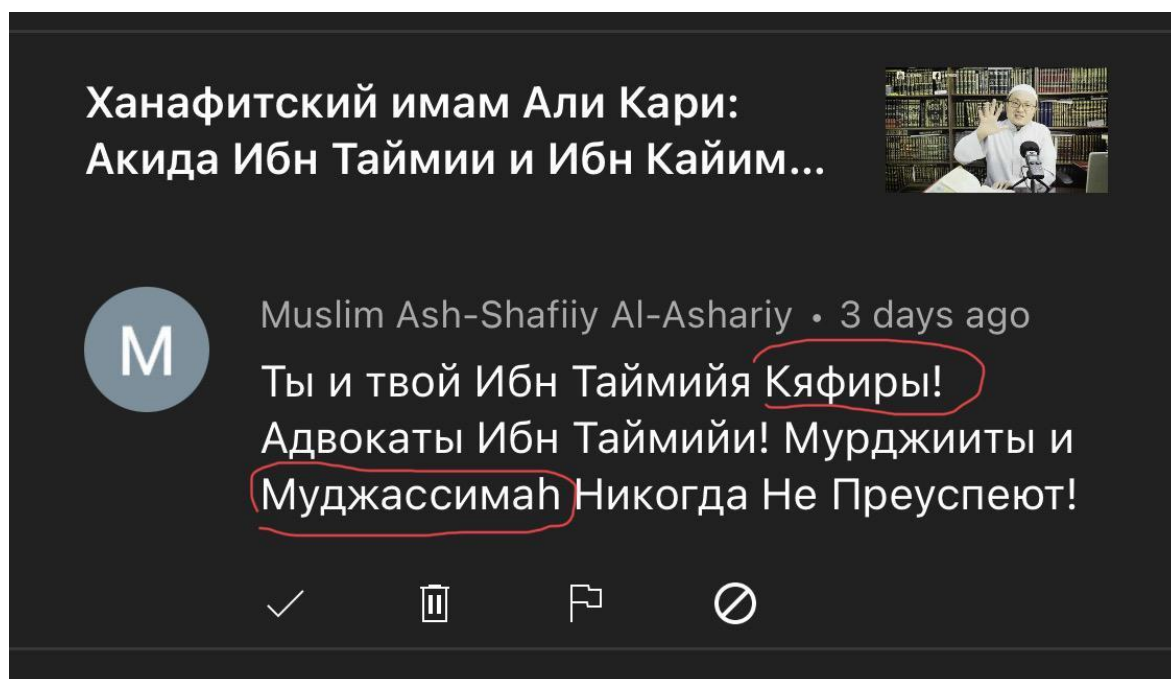 Ханафитский имам Али Кари:
Акида Ибн Таймии и Ибн Кайим...
M
Muslim Ash-Shafiiy Al-Ashariy • 3 days ago
Ты и твой Ибн Таймийя Кяфиры!
Адвокаты Ибн Таймийи! Мурджииты и
Муджассимаһ Никогда Не Преуспеют!